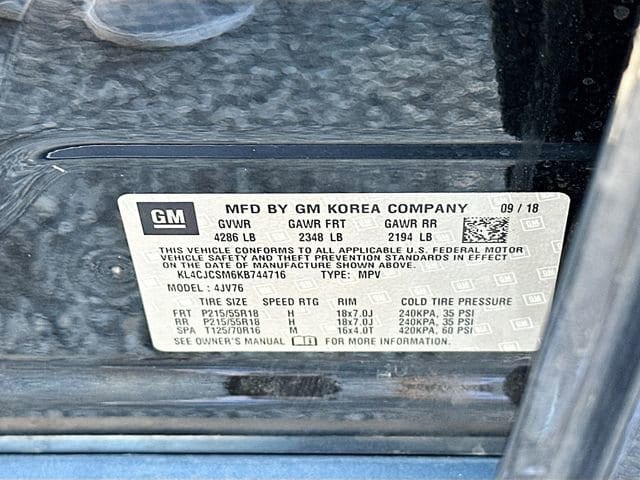 GM MFD BY GM KOREA COMPANY 09 / 18
GVWR GAWR FRT GAWR RR
4286 LB 2348 LB 2194 LB
THIS VEHICLE CONFORMS TO ALL APPLICABLE U.S. FEDERAL MOTOR
VEHICLE SAFETY AND THEFT PREVENTION STANDARDS IN EFFECT
ON THE DATE OF MANUFACTURE SHOWN ABOVE.
KL4CJCSM6KB744716 TYPE: MPV
MODEL : 4JV76
TIRE SIZE SPEED RTG RIM COLD TIRE PRESSURE
FRT P215/55R18 H 18x7.0J 240KPA, 35 PSI
RR P215/55R18 H 18x7.0J 240KPA, 35 PSI
SPA T125/70R16 M 16x4.0T 420KPA, 60 PSI
SEE OWNER'S MANUAL FOR MORE INFORMATION.